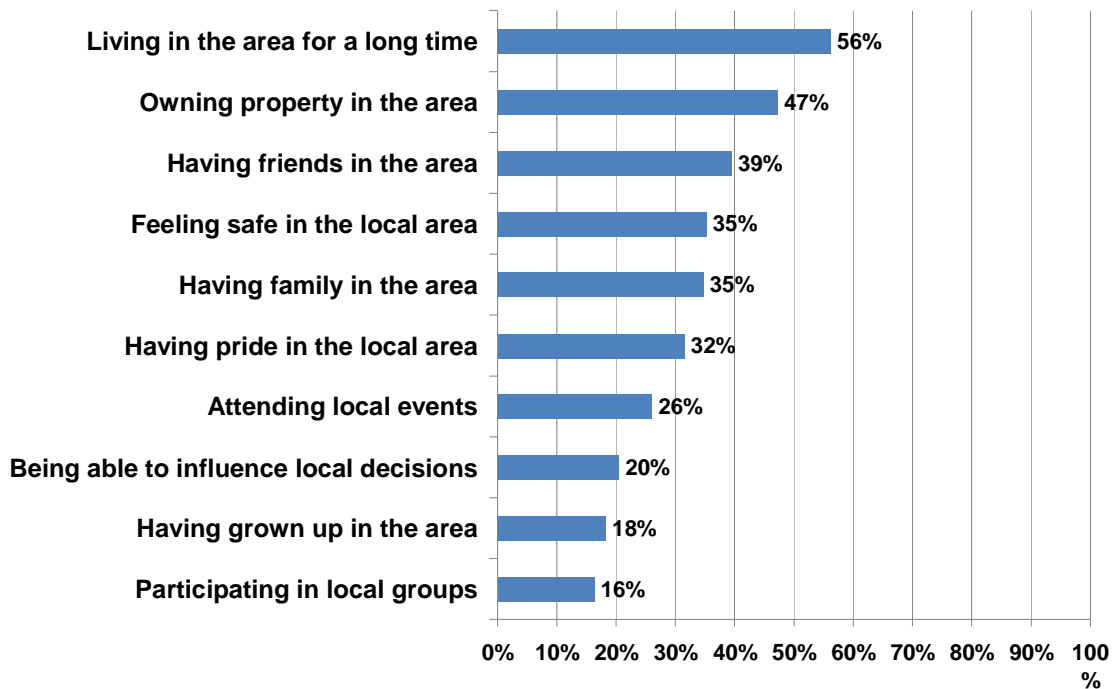 Living in the area for a long time 56%
Owning property in the area 47%
Having friends in the area 39%
Feeling safe in the local area 35%
Having family in the area 35%
Having pride in the local area 32%
Attending local events 26%
Being able to influence local decisions 20%
Having grown up in the area 18%
Participating in local groups 16%
0% 10% 20% 30% 40% 50% 60% 70% 80% 90% 100
%